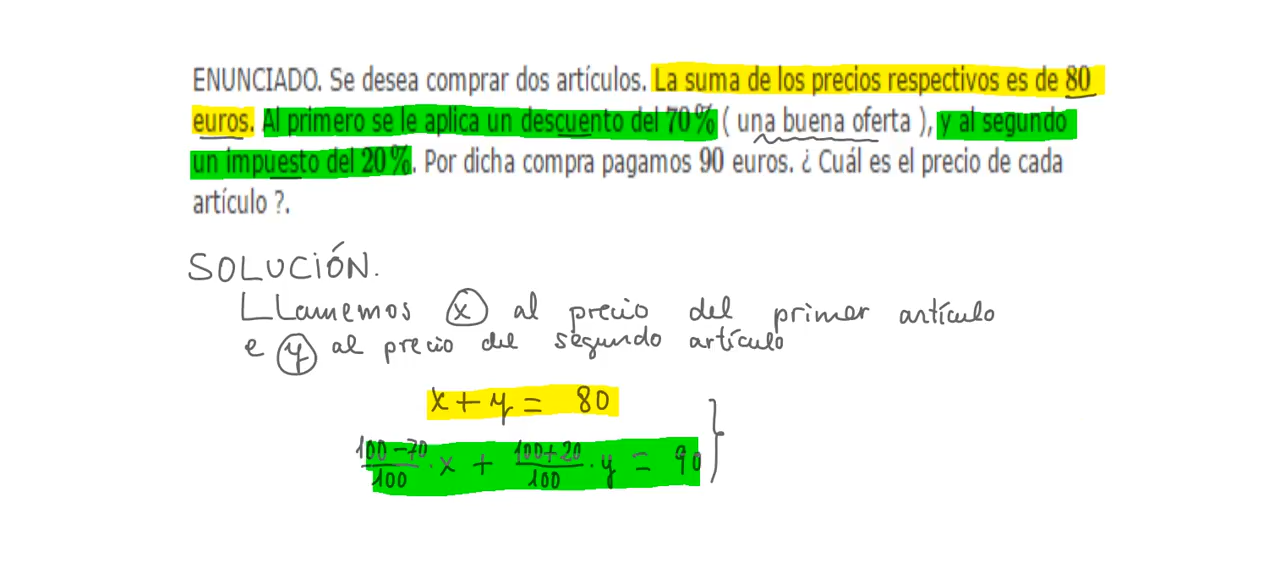 ENUNCIADO. Se desea comprar dos artículos. La suma de los precios respectivos es de 80
euros. Al primero se le aplica un descuento del 70% ( una buena oferta ), y al segundo
un impuesto del 20%. Por dicha compra pagamos 90 euros. ¿ Cuál es el precio de cada
artículo ?.
SOLUCIÓN.
Llamemos x al precio del primer artículo
e y al precio del segundo artículo
x + y = 80
(100-70)/100 · x + (100+20)/100 · y = 90